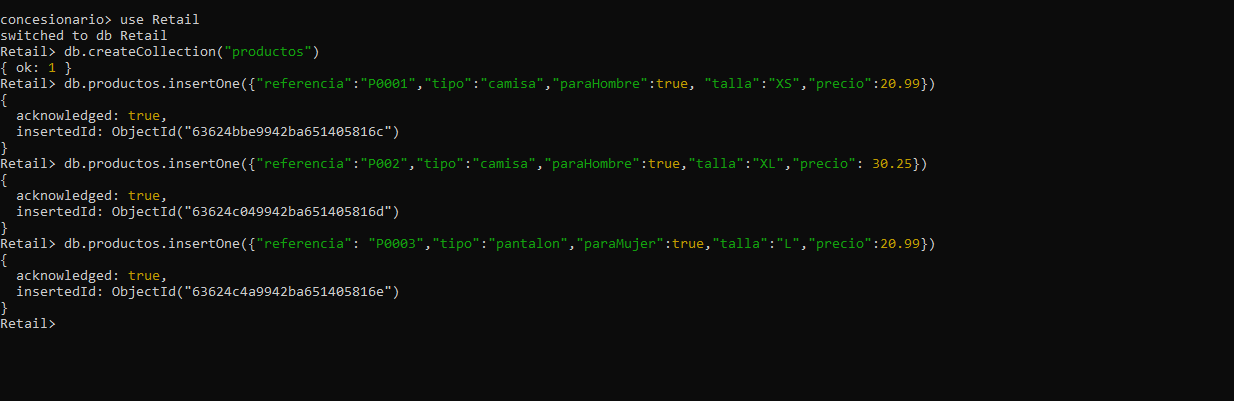 concesionario> use Retail
switched to db Retail
Retail> db.createCollection("productos")
{ ok: 1 }
Retail> db.productos.insertOne({"referencia":"P0001","tipo":"camisa","paraHombre":true, "talla":"XS","precio":20.99})
{
  acknowledged: true,
  insertedId: ObjectId("63624bbe9942ba651405816c")
}
Retail> db.productos.insertOne({"referencia":"P002","tipo":"camisa","paraHombre":true,"talla":"XL","precio": 30.25})
{
  acknowledged: true,
  insertedId: ObjectId("63624c049942ba651405816d")
}
Retail> db.productos.insertOne({"referencia": "P0003","tipo":"pantalon","paraMujer":true,"talla":"L","precio":20.99})
{
  acknowledged: true,
  insertedId: ObjectId("63624c4a9942ba651405816e")
}
Retail>